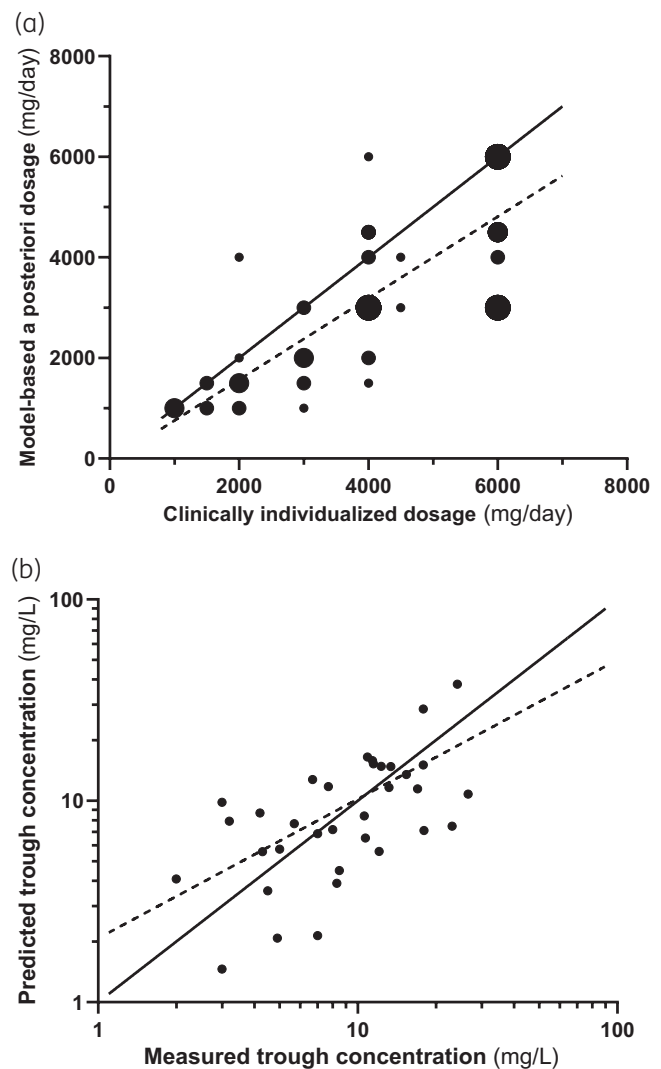 (a)
8000
6000
4000
2000
0
Model-based a posteriori dosage (mg/day)
0 2000 4000 6000 8000
Clinically individualized dosage (mg/day)
(b)
100
10
1
Predicted trough concentration (mg/L)
1 10 100
Measured trough concentration (mg/L)